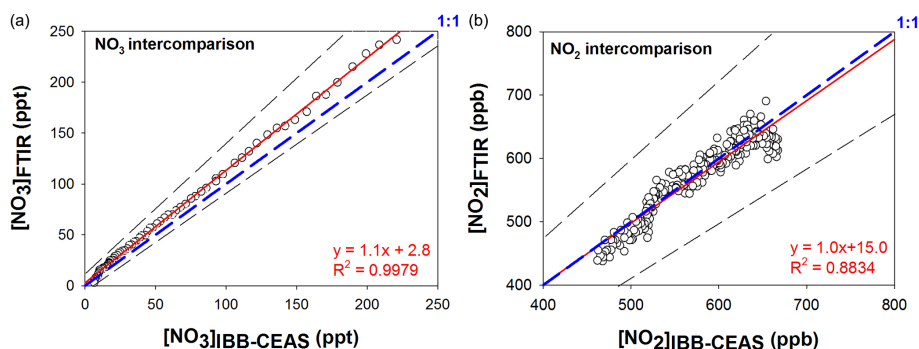 (a)
1:1
NO3 intercomparison
250
200
150
100
50
0
[NO3]FTIR (ppt)
y = 1.1x + 2.8
R² = 0.9979
0 50 100 150 200 250
[NO3]IBB-CEAS (ppt)
(b)
1:1
NO2 intercomparison
800
700
600
500
400
[NO2]FTIR (ppb)
y = 1.0x+15.0
R² = 0.8834
400 500 600 700 800
[NO2]IBB-CEAS (ppb)